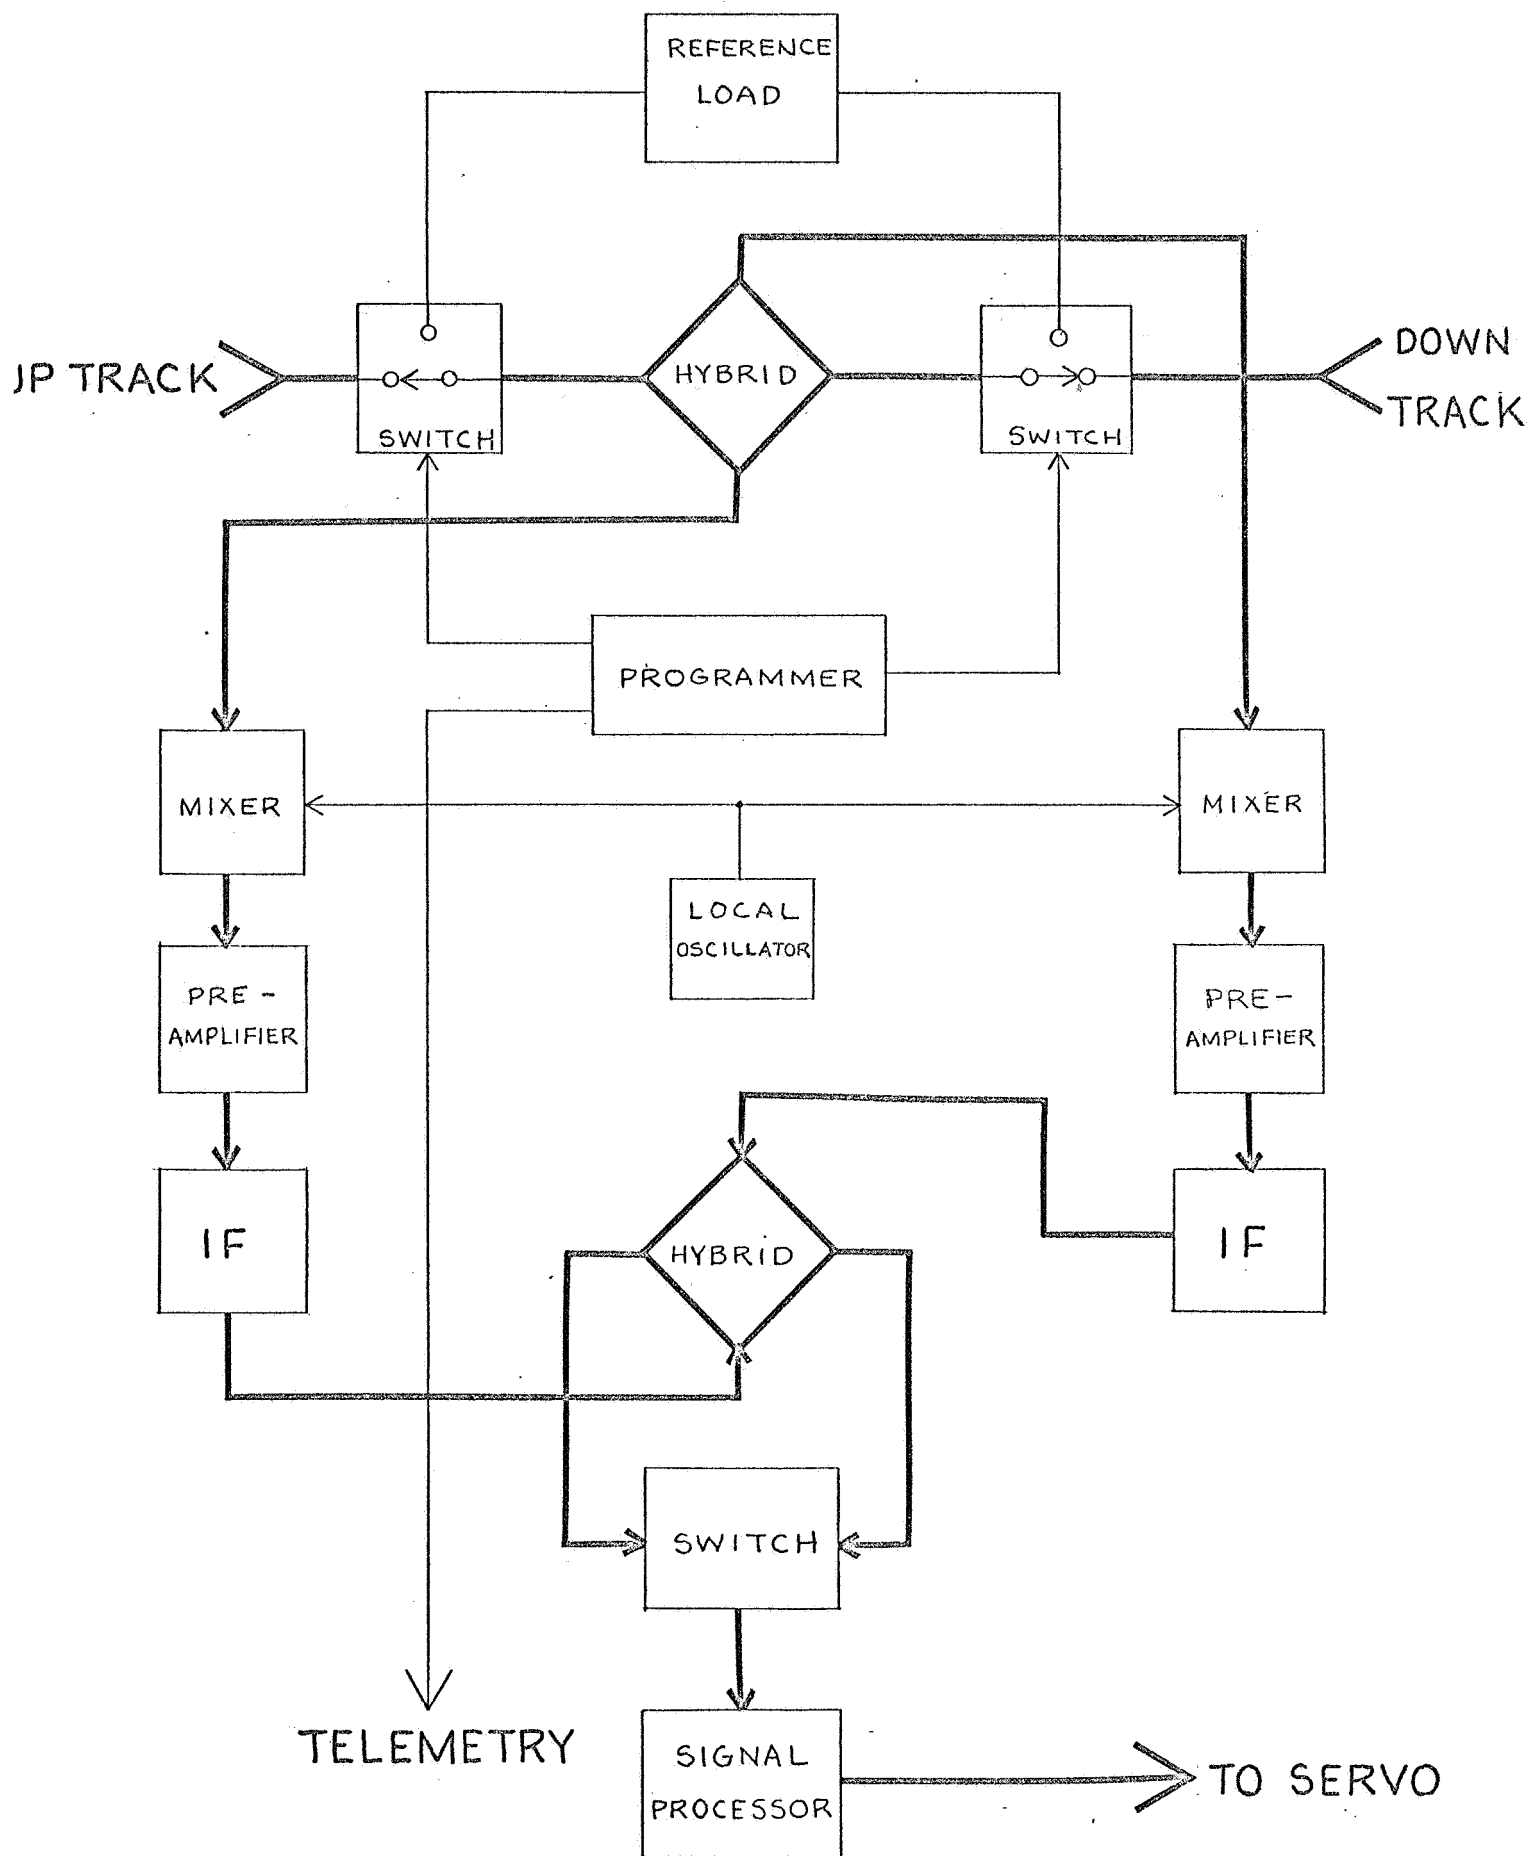 REFERENCE
LOAD
JP TRACK
SWITCH
HYBRID
SWITCH
DOWN
TRACK
PROGRAMMER
MIXER
MIXER
LOCAL
OSCILLATOR
PRE-
AMPLIFIER
PRE-
AMPLIFIER
IF
HYBRID
IF
SWITCH
TELEMETRY
SIGNAL
PROCESSOR
TO SERVO